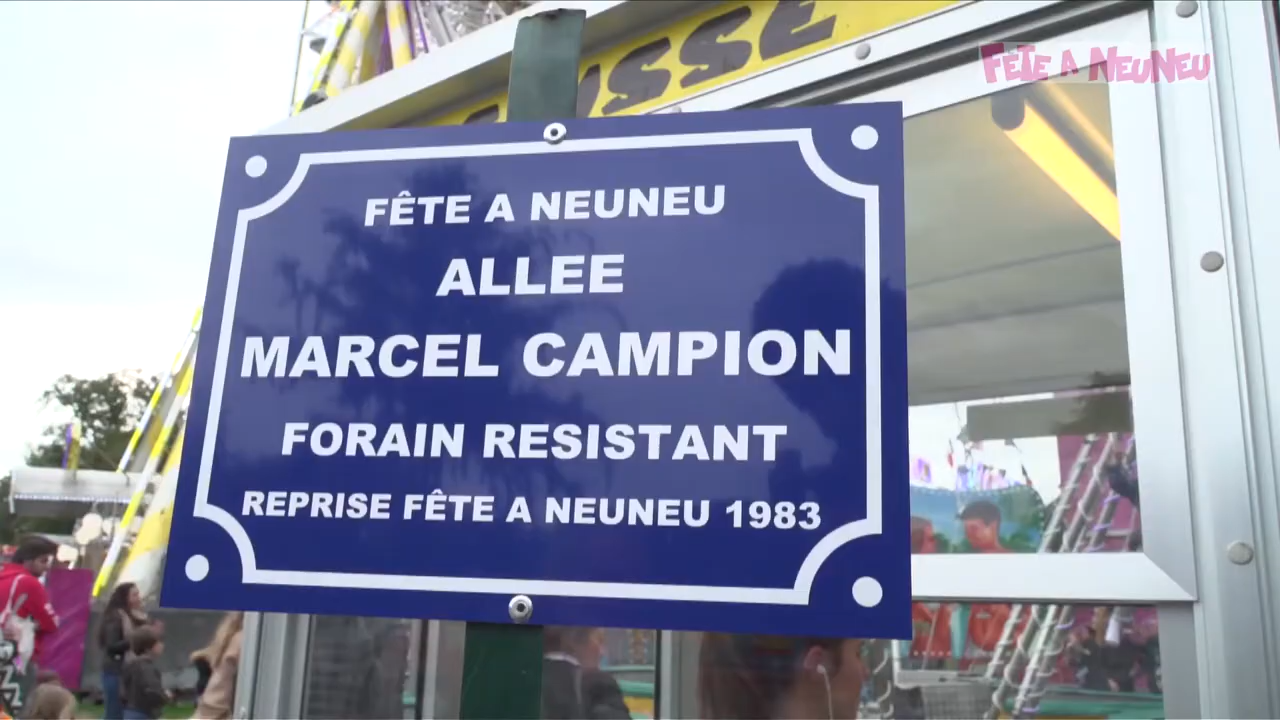 FÊTE A NEUNEU
FÊTE A NEUNEU
ALLEE
MARCEL CAMPION
FORAIN RESISTANT
REPRISE FÊTE A NEUNEU 1983